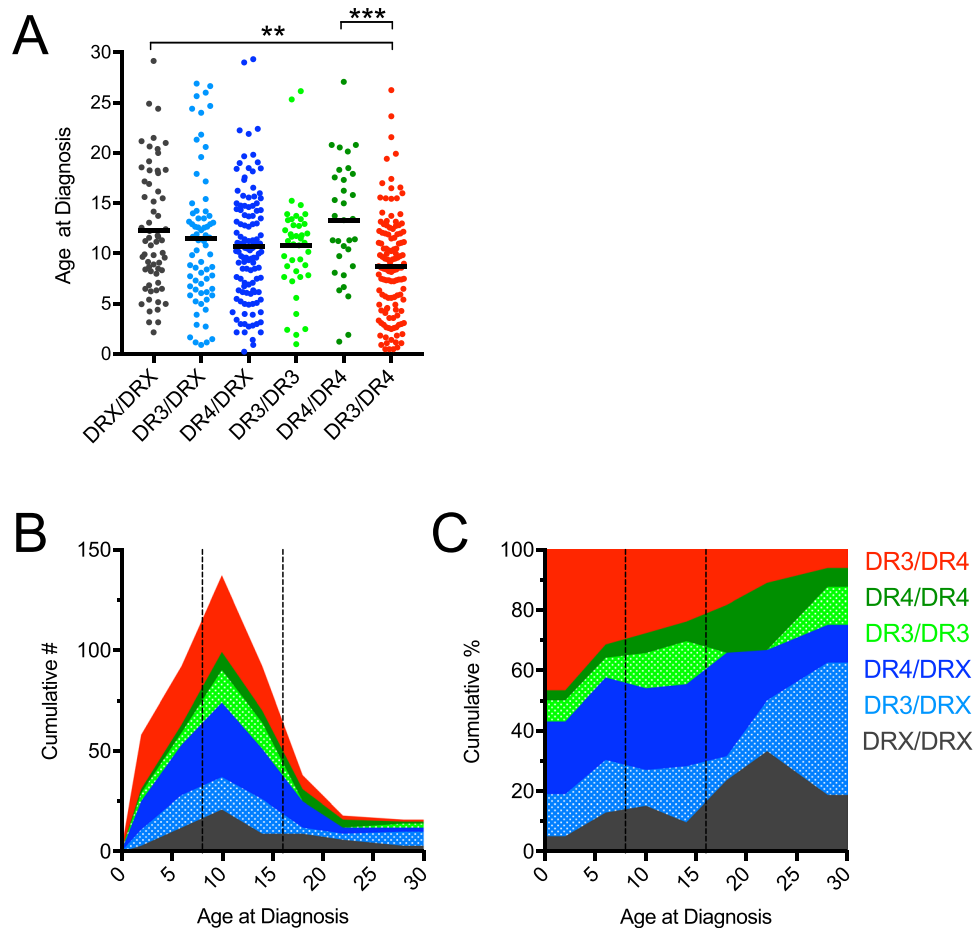 A
***
**
Age at Diagnosis
30
25
20
15
10
5
0
DRX/DRX
DR3/DRX
DR4/DRX
DR3/DR3
DR4/DR4
DR3/DR4
B
Cumulative #
150
100
50
0
0
5
10
15
20
25
30
Age at Diagnosis
C
Cumulative %
100
80
60
40
20
0
0
5
10
15
20
25
30
Age at Diagnosis
DR3/DR4
DR4/DR4
DR3/DR3
DR4/DRX
DR3/DRX
DRX/DRX